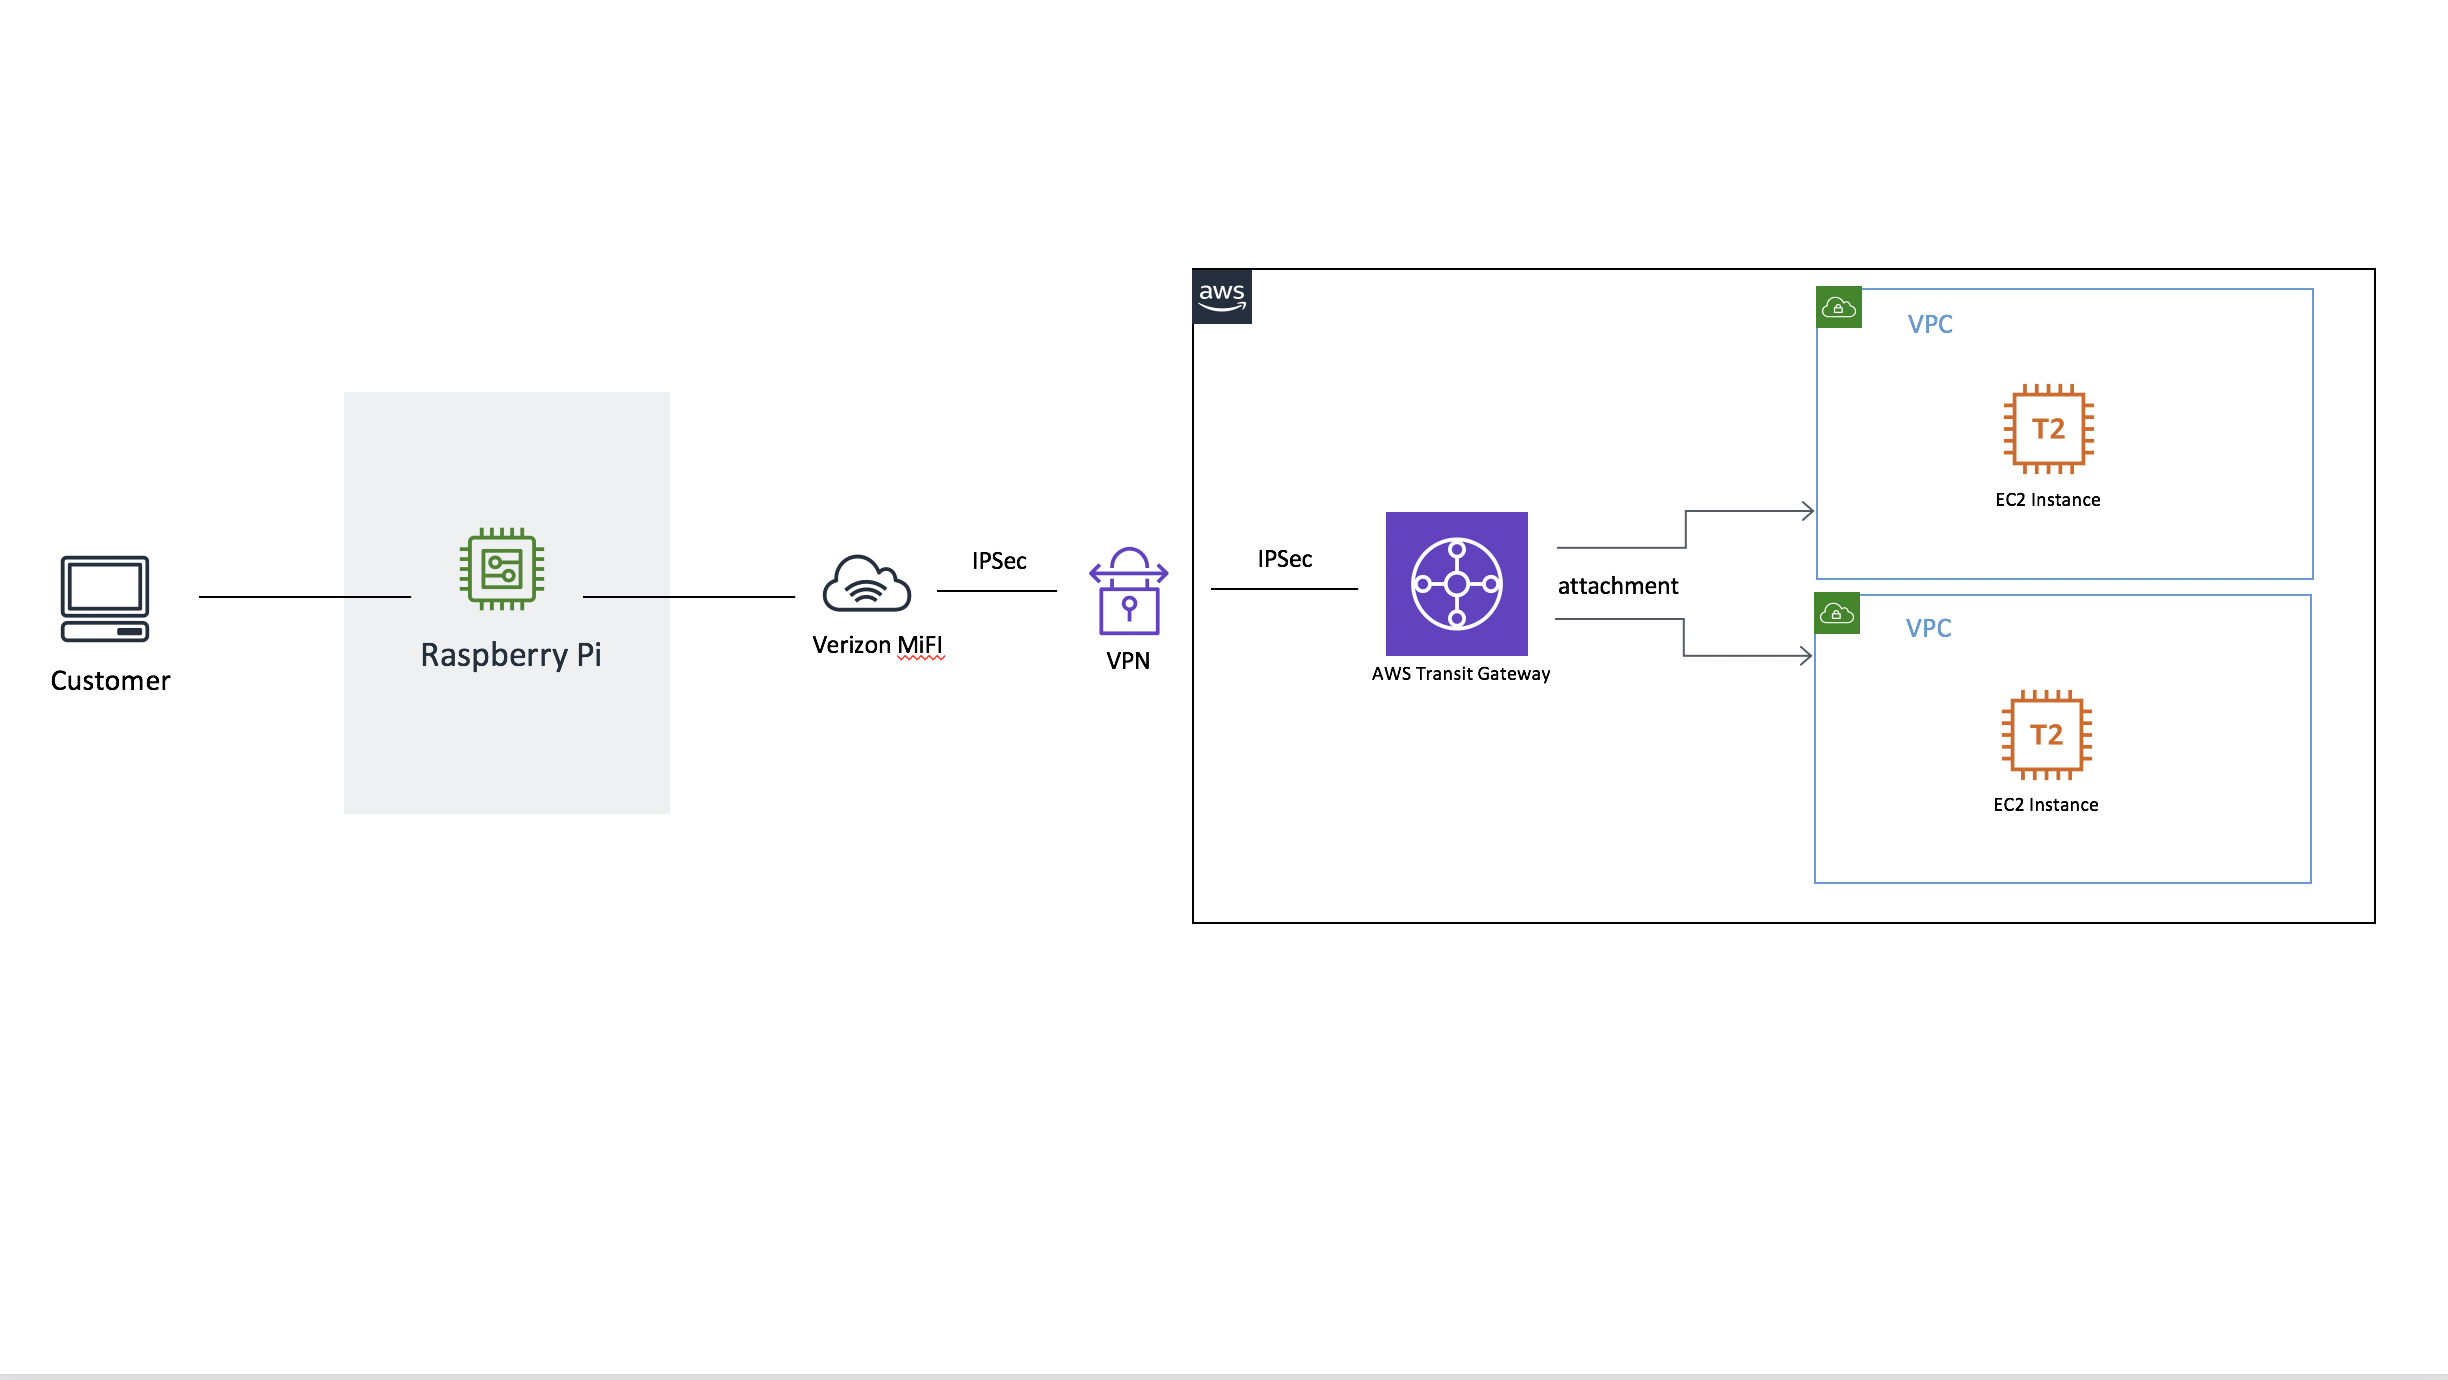 Customer
Raspberry Pi
Verizon MiFI
IPSec
VPN
aws
IPSec
AWS Transit Gateway
attachment
VPC
T2
EC2 Instance
VPC
T2
EC2 Instance